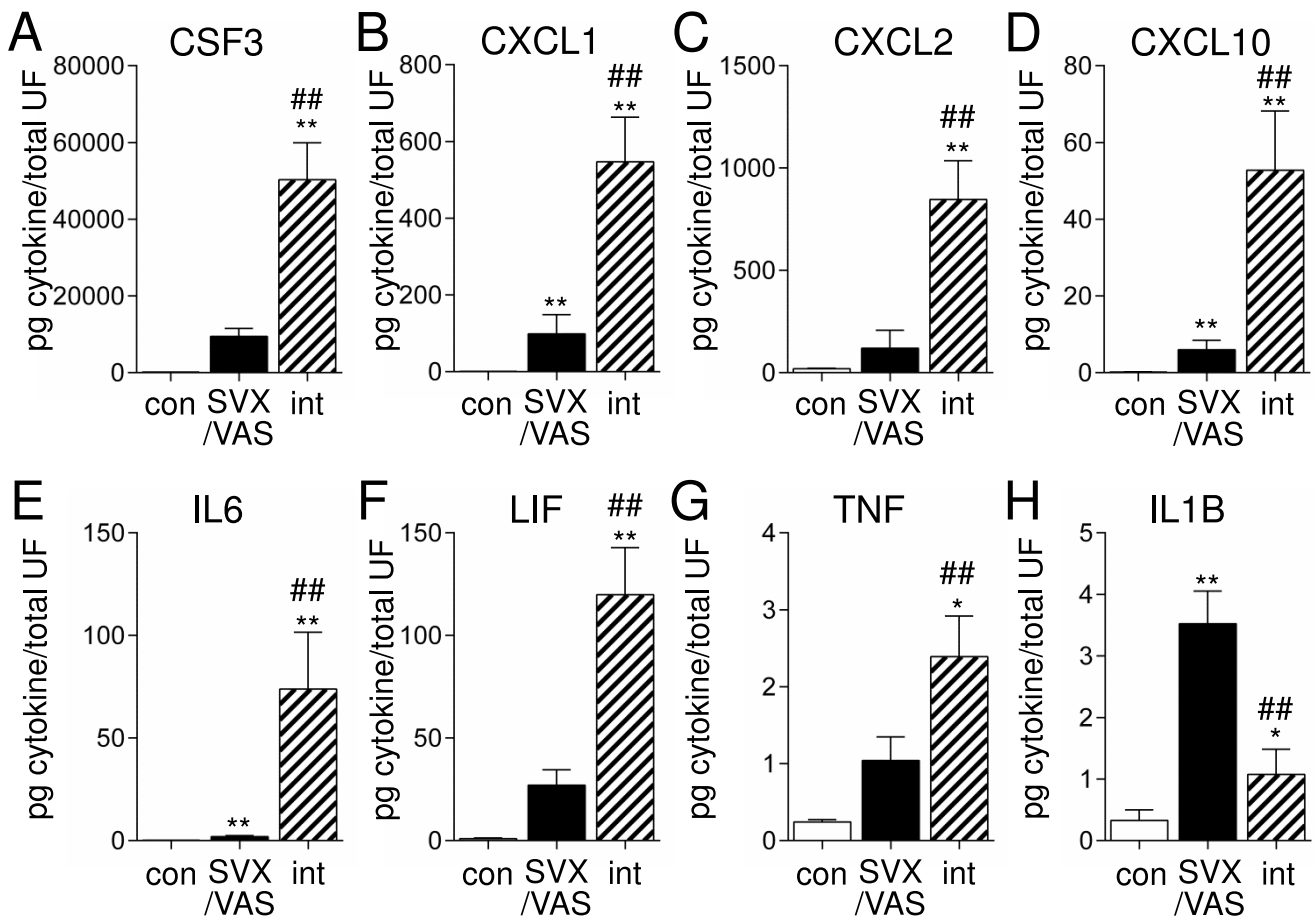 A
CSF3
pg cytokine/total UF
80000
60000
40000
20000
0
##
**
con
SVX
/VAS
int
B
CXCL1
pg cytokine/total UF
800
600
400
200
0
**
##
**
con
SVX
/VAS
int
C
CXCL2
pg cytokine/total UF
1500
1000
500
0
##
**
con
SVX
/VAS
int
D
CXCL10
pg cytokine/total UF
80
60
40
20
0
**
##
**
con
SVX
/VAS
int
E
IL6
pg cytokine/total UF
150
100
50
0
**
##
**
con
SVX
/VAS
int
F
LIF
pg cytokine/total UF
150
100
50
0
##
**
con
SVX
/VAS
int
G
TNF
pg cytokine/total UF
4
3
2
1
0
##
*
con
SVX
/VAS
int
H
IL1B
pg cytokine/total UF
5
4
3
2
1
0
**
##
*
con
SVX
/VAS
int